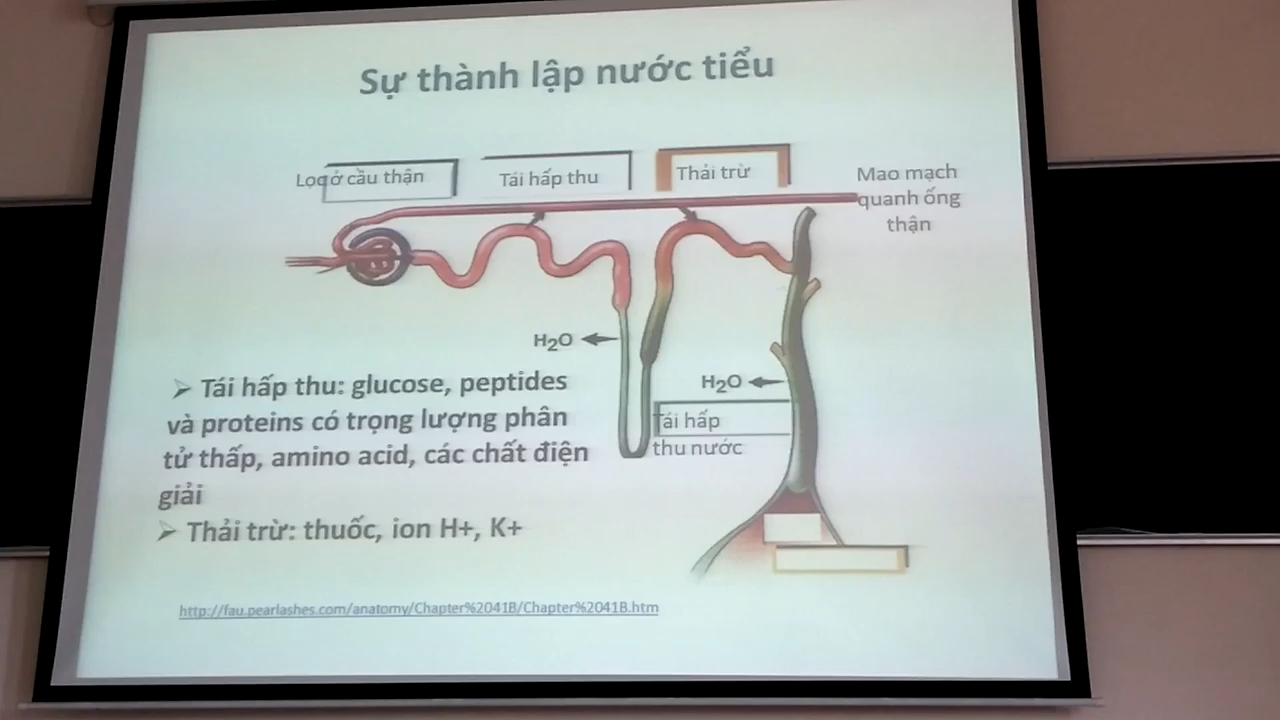 Sự thành lập nước tiểu
Lọc ở cầu thận
Tái hấp thu
Thải trừ
Mao mạch
quanh ống
thận
H2O
H2O
Tái hấp
thu nước
➢ Tái hấp thu: glucose, peptides
và proteins có trọng lượng phân
tử thấp, amino acid, các chất điện
giải
➢ Thải trừ: thuốc, ion H+, K+
http://fau.pearlashes.com/anatomy/Chapter%2041B/Chapter%2041B.htm